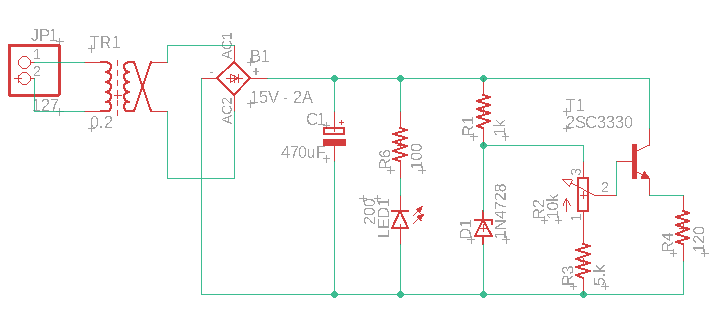 JP1
1
2
127
TR1
0.2
AC1
AC2
B1
-
+
15V - 2A
C1
+
470uF
R6
100
LED1
200
R1
1k
D1
1N4728
R2
10k
3
2
1
R3
5.k
T1
2SC3330
R4
120